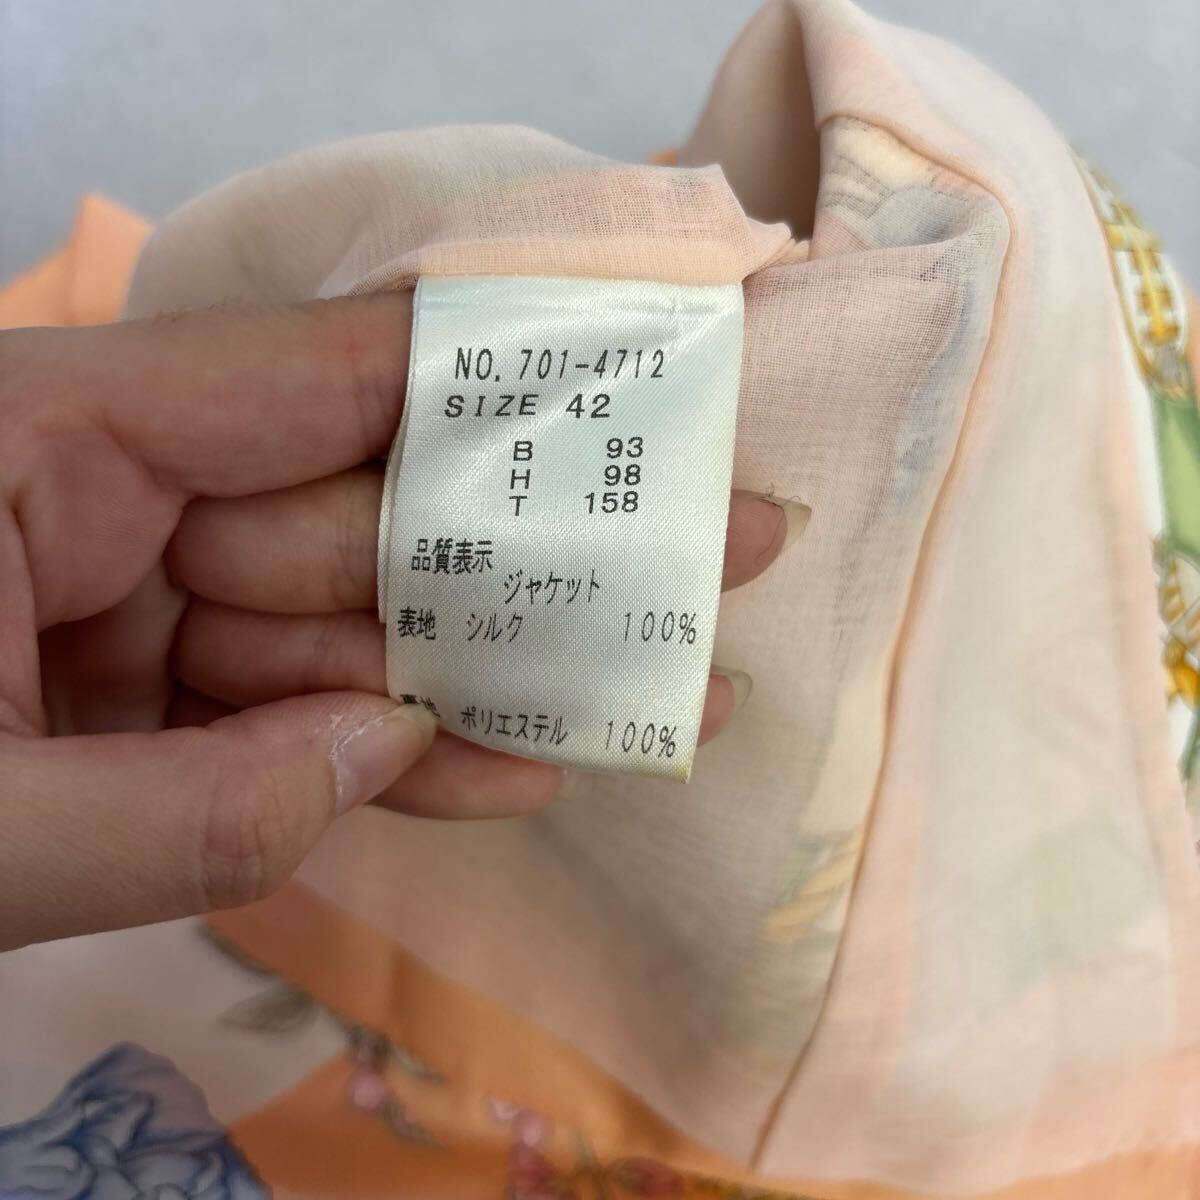 NO. 701-4712
SIZE 42
B 93
H 98
T 158
品質表示
ジャケット
表地 シルク 100%
裏地 ポリエステル 100%